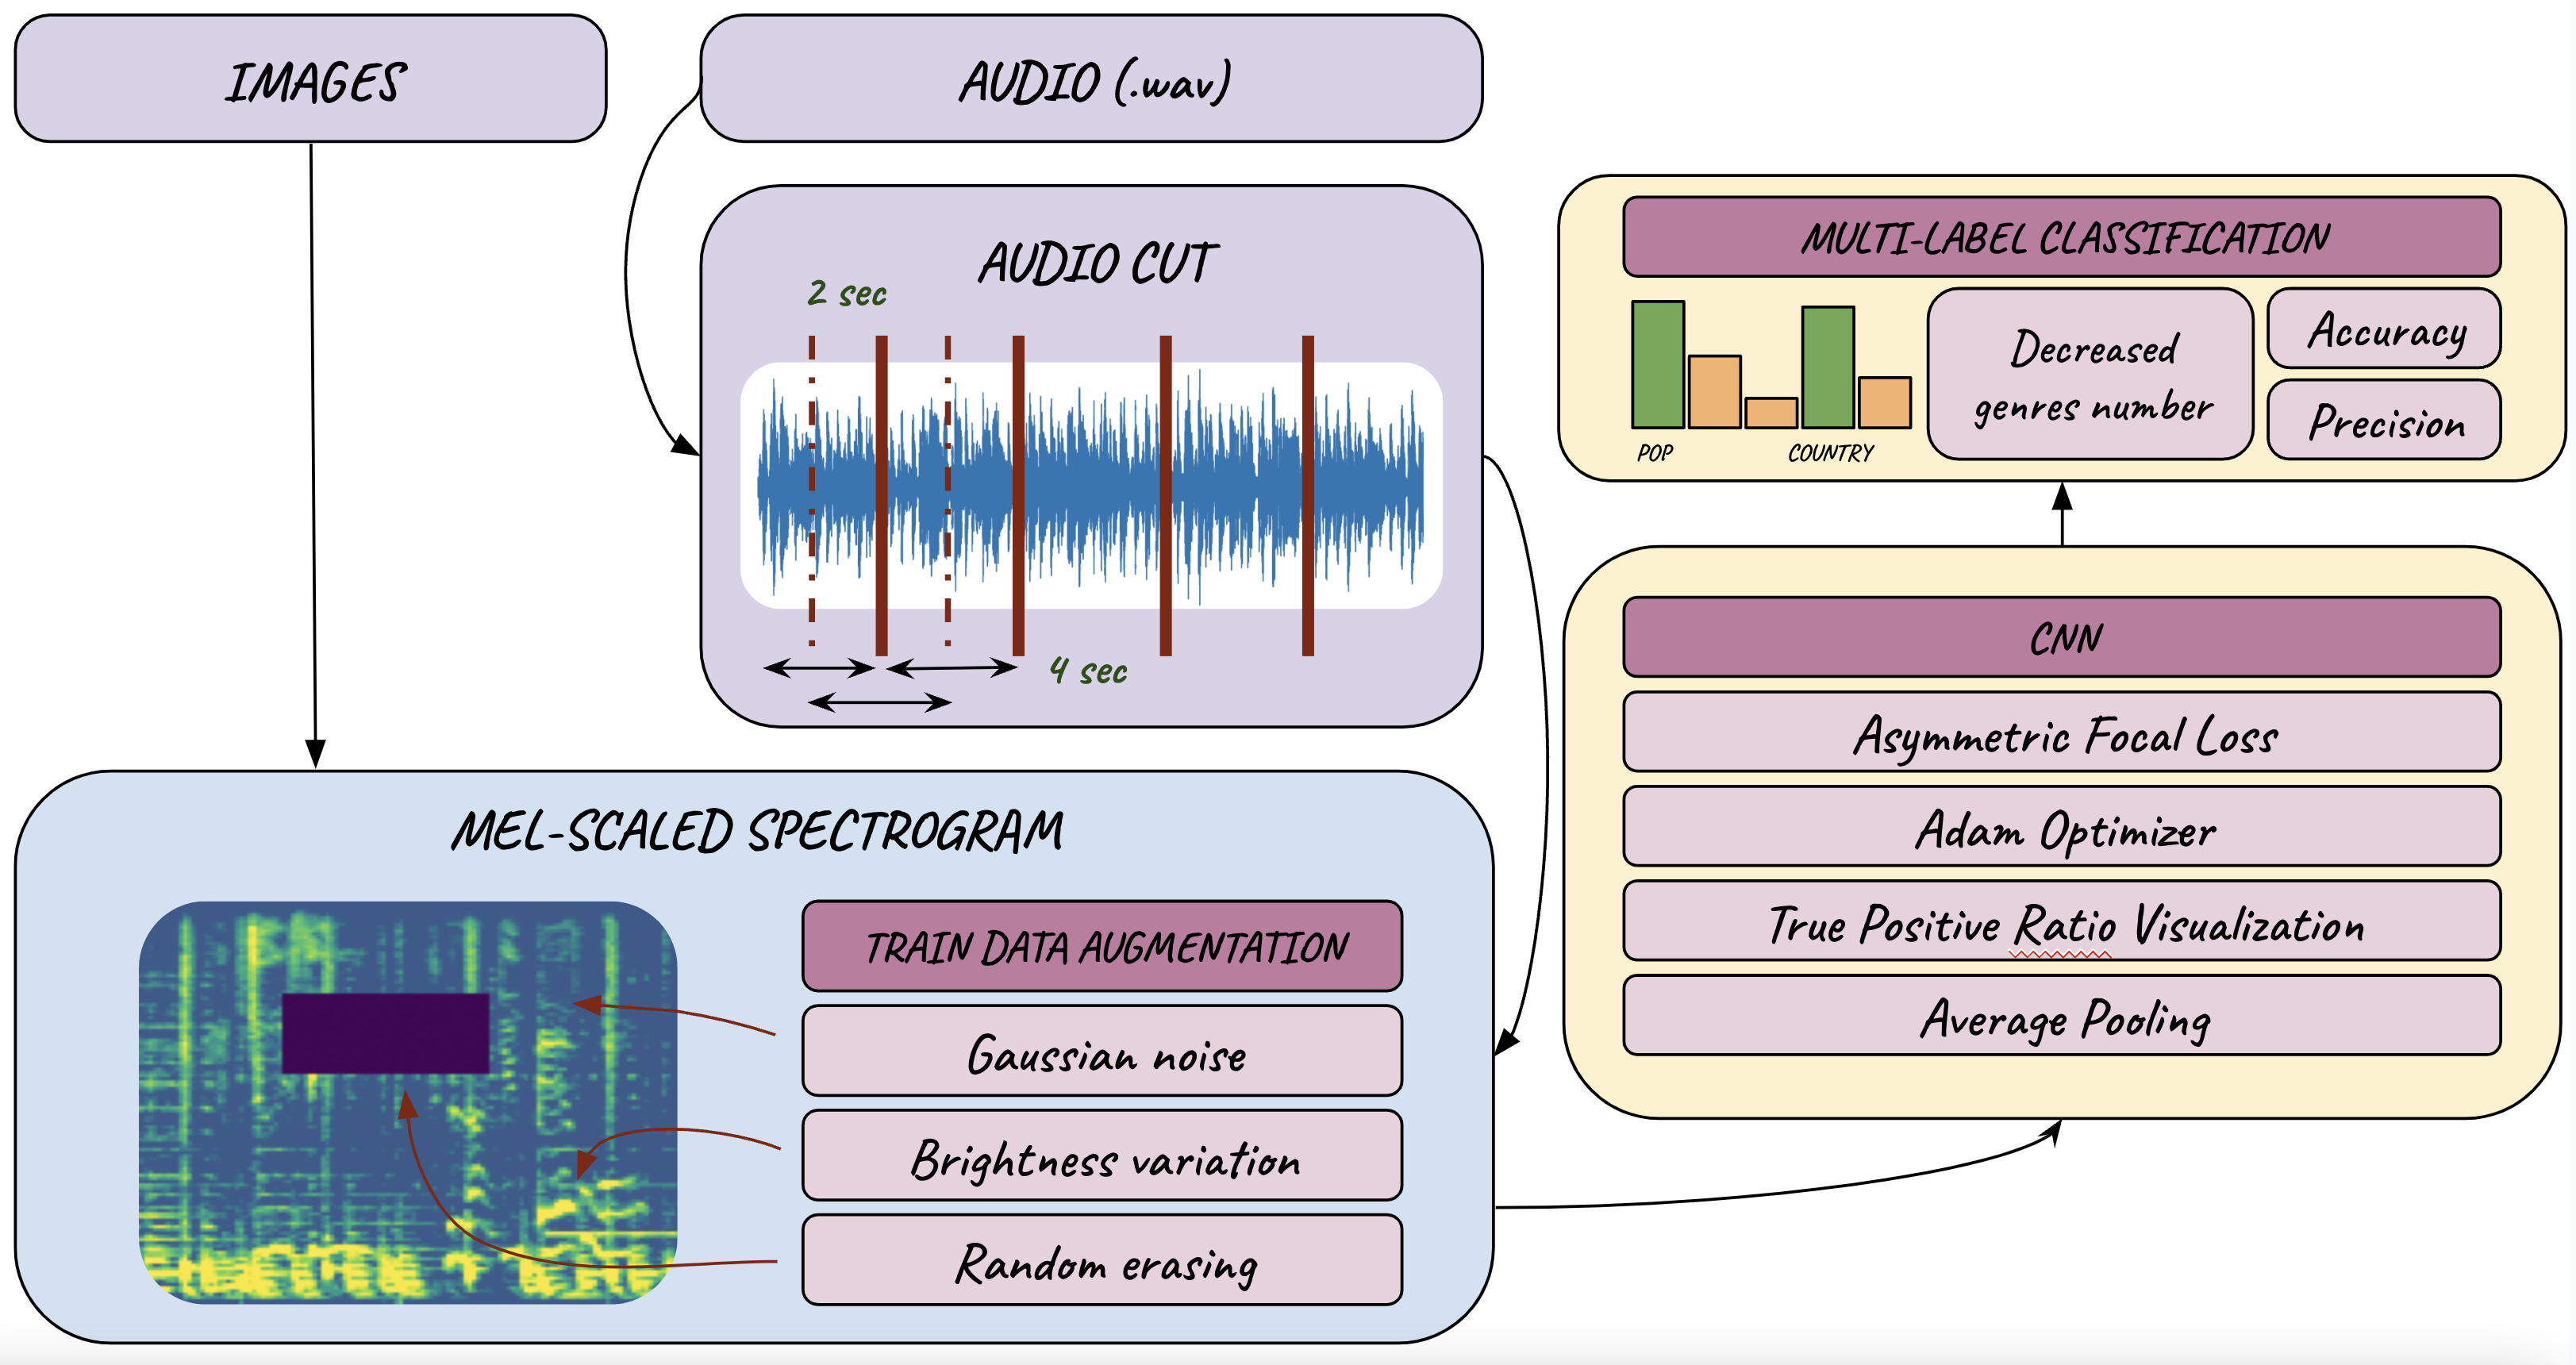 IMAGES
AUDIO (.wav)
AUDIO CUT
2 sec
4 sec
MEL-SCALED SPECTROGRAM
TRAIN DATA AUGMENTATION
Gaussian noise
Brightness variation
Random erasing
MULTI-LABEL CLASSIFICATION
POP
COUNTRY
Decreased
genres number
Accuracy
Precision
CNN
Asymmetric Focal Loss
Adam Optimizer
True Positive Ratio Visualization
Average Pooling